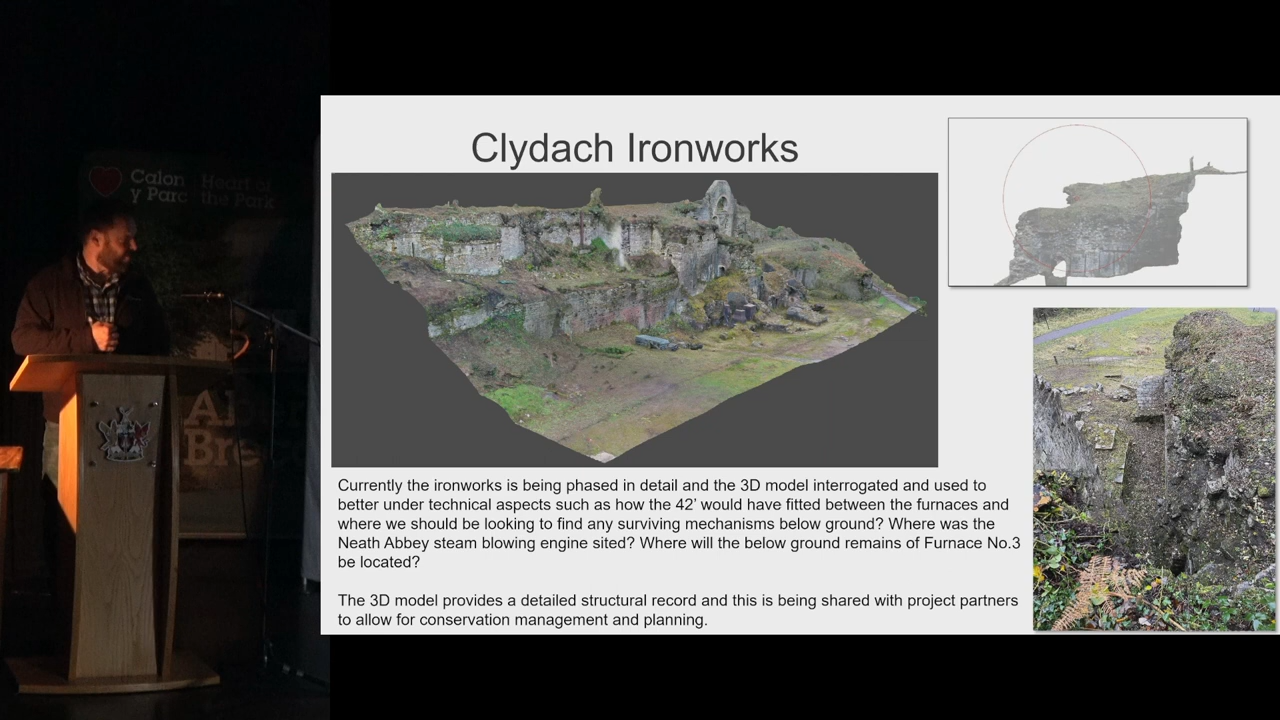 Calon
y Parc
Heart of
the Park
Clydach Ironworks
Currently the ironworks is being phased in detail and the 3D model interrogated and used to
better under technical aspects such as how the 42’ would have fitted between the furnaces and
where we should be looking to find any surviving mechanisms below ground? Where was the
Neath Abbey steam blowing engine sited? Where will the below ground remains of Furnace No.3
be located?
The 3D model provides a detailed structural record and this is being shared with project partners
to allow for conservation management and planning.